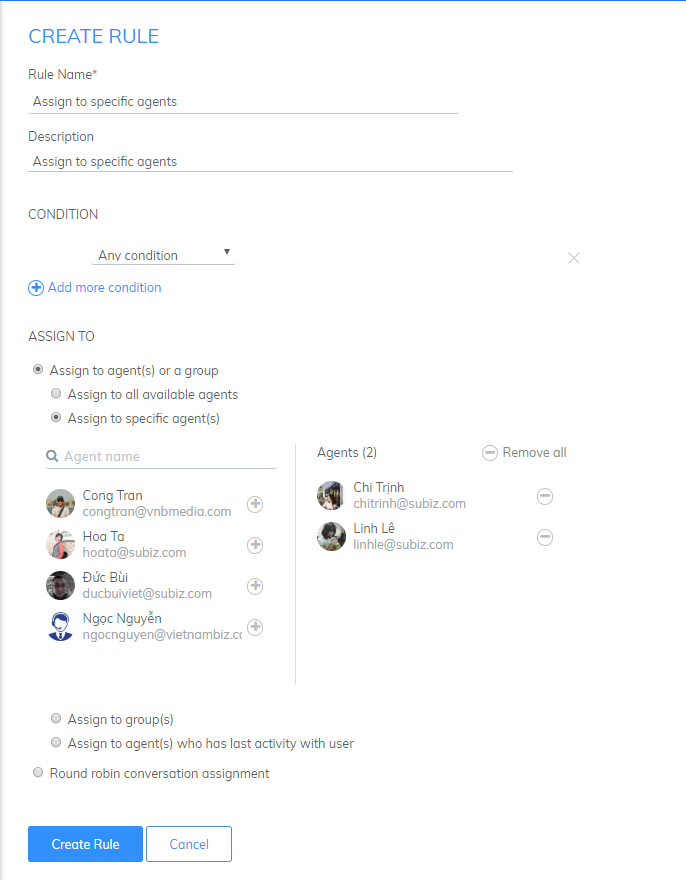 CREATE RULE
Rule Name*
Assign to specific agents
Description
Assign to specific agents
CONDITION
Any condition
Add more condition
ASSIGN TO
Assign to agent(s) or a group
Assign to all available agents
Assign to specific agent(s)
Agent name
Cong Tran
congtran@vnbmedia.com
Hoa Ta
hoata@subiz.com
Đức Bùi
ducbuiviet@subiz.com
Ngọc Nguyễn
ngocnguyen@vietnambiz.co
Agents (2)
Remove all
Chi Trịnh
chitrinh@subiz.com
Linh Lê
linhle@subiz.com
Assign to group(s)
Assign to agent(s) who has last activity with user
Round robin conversation assignment
Create Rule
Cancel